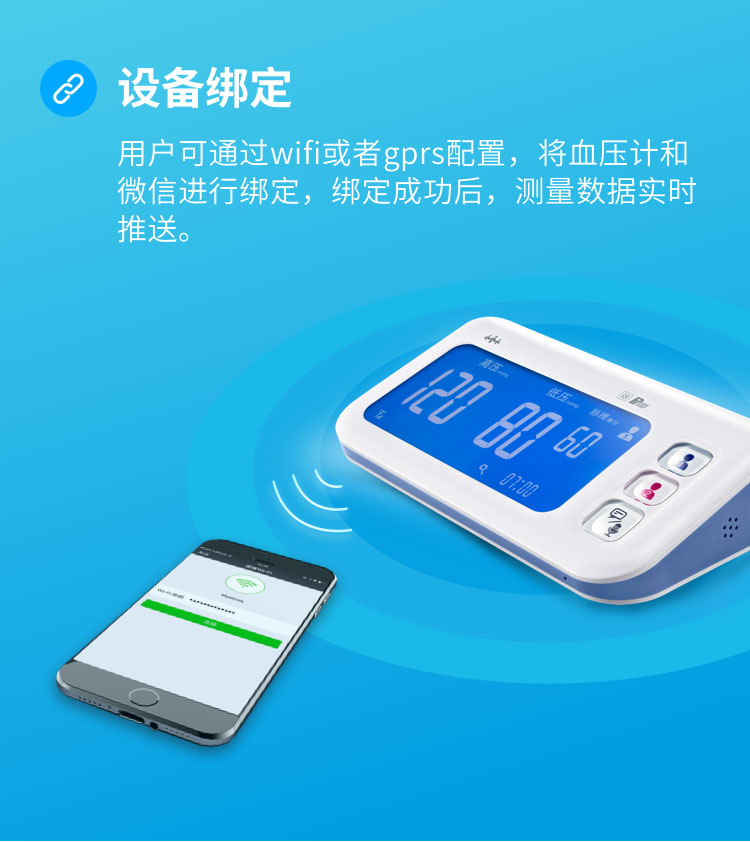 设备绑定
用户可通过wifi或者gprs配置，将血压计和
微信进行绑定，绑定成功后，测量数据实时
推送。
高压
低压
脉搏
120
80
60
07:00